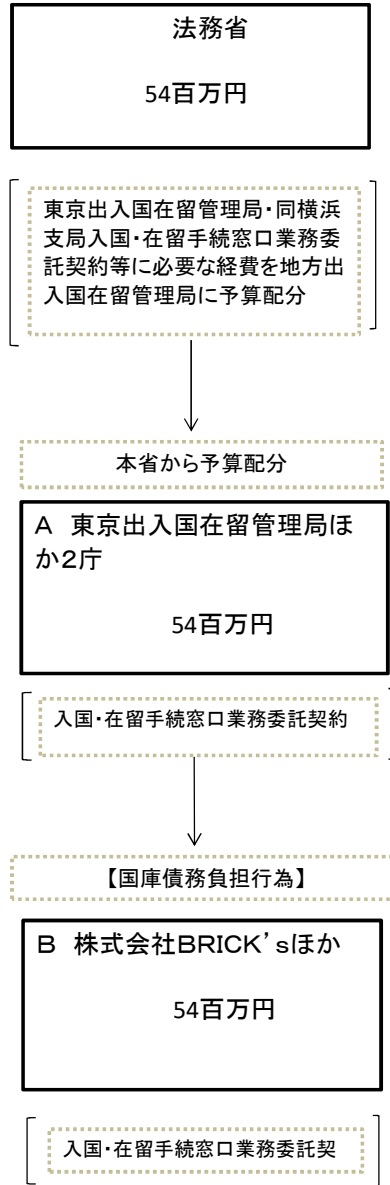 法務省
54百万円
東京出入国在留管理局・同横浜
支局入国・在留手続窓口業務委
託契約等に必要な経費を地方出
入国在留管理局に予算配分
本省から予算配分
A　東京出入国在留管理局ほ
か2庁
54百万円
入国・在留手続窓口業務委託契約
【国庫債務負担行為】
B　株式会社BRICK’sほか
54百万円
入国・在留手続窓口業務委託契